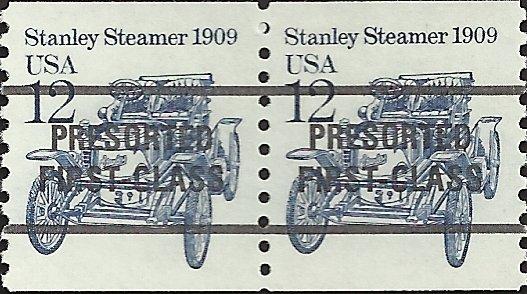 Stanley Steamer 1909
USA
12
PRESORTED
FIRST-CLASS
Stanley Steamer 1909
USA
12
PRESORTED
FIRST-CLASS